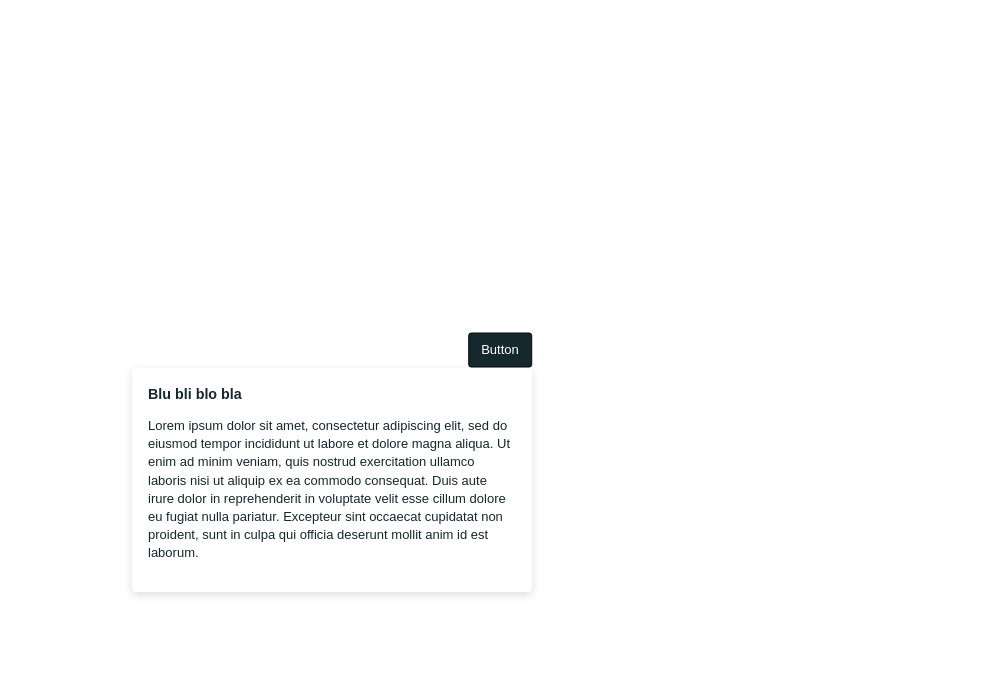 Button
Blu bli blo bla
Lorem ipsum dolor sit amet, consectetur adipiscing elit, sed do
eiusmod tempor incididunt ut labore et dolore magna aliqua. Ut
enim ad minim veniam, quis nostrud exercitation ullamco
laboris nisi ut aliquip ex ea commodo consequat. Duis aute
irure dolor in reprehenderit in voluptate velit esse cillum dolore
eu fugiat nulla pariatur. Excepteur sint occaecat cupidatat non
proident, sunt in culpa qui officia deserunt mollit anim id est
laborum.